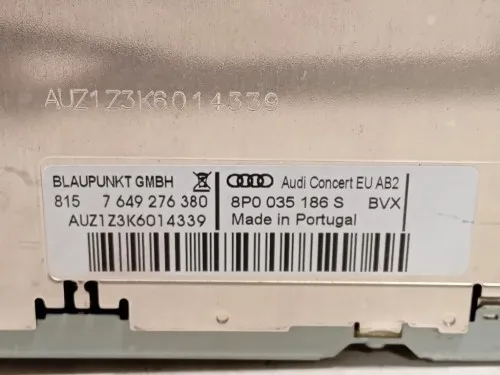 AUZ1Z3K6014339
BLAUPUNKT GMBH
815 7 649 276 380
AUZ1Z3K6014339
Audi Concert EU AB2
8P0 035 186 S BVX
Made in Portugal